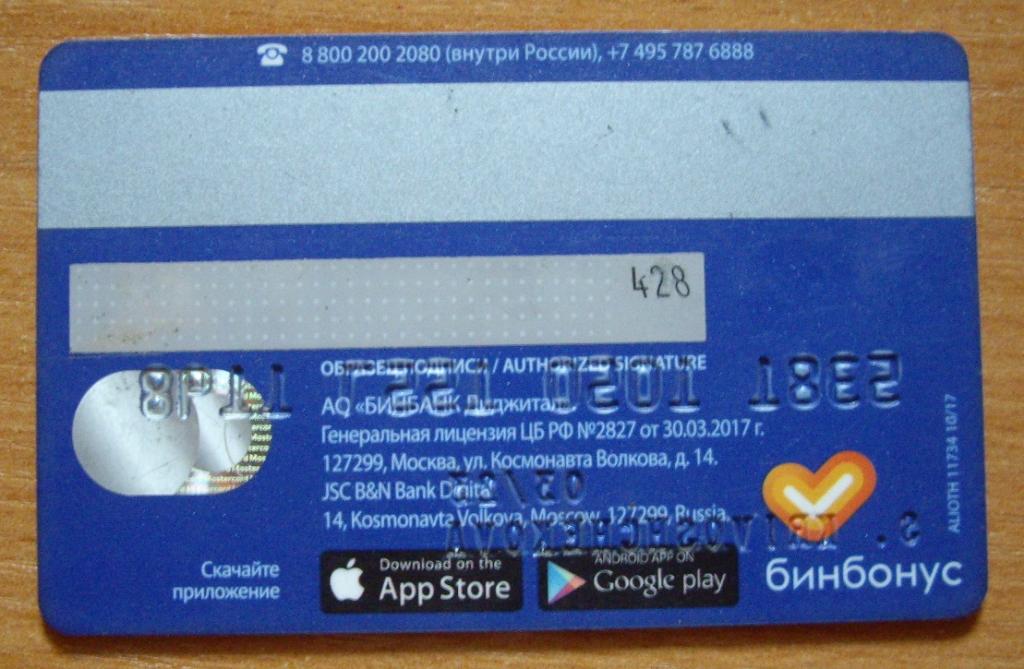 8 800 200 2080 (внутри России), +7 495 787 6888
428
ОБРАЗЕЦ ПОДПИСИ / AUTHORIZED SIGNATURE
АО «БИНБАНК Диджитал»
Генеральная лицензия ЦБ РФ №2827 от 30.03.2017 г.
127299, Москва, ул. Космонавта Волкова, д. 14.
JSC B&N Bank Digital
14, Kosmonavta Volkova, Moscow, 127299, Russia
ALIOTH 11734 10/17
Скачайте
приложение
Download on the
App Store
ANDROID APP ON
Google play
бинбонус